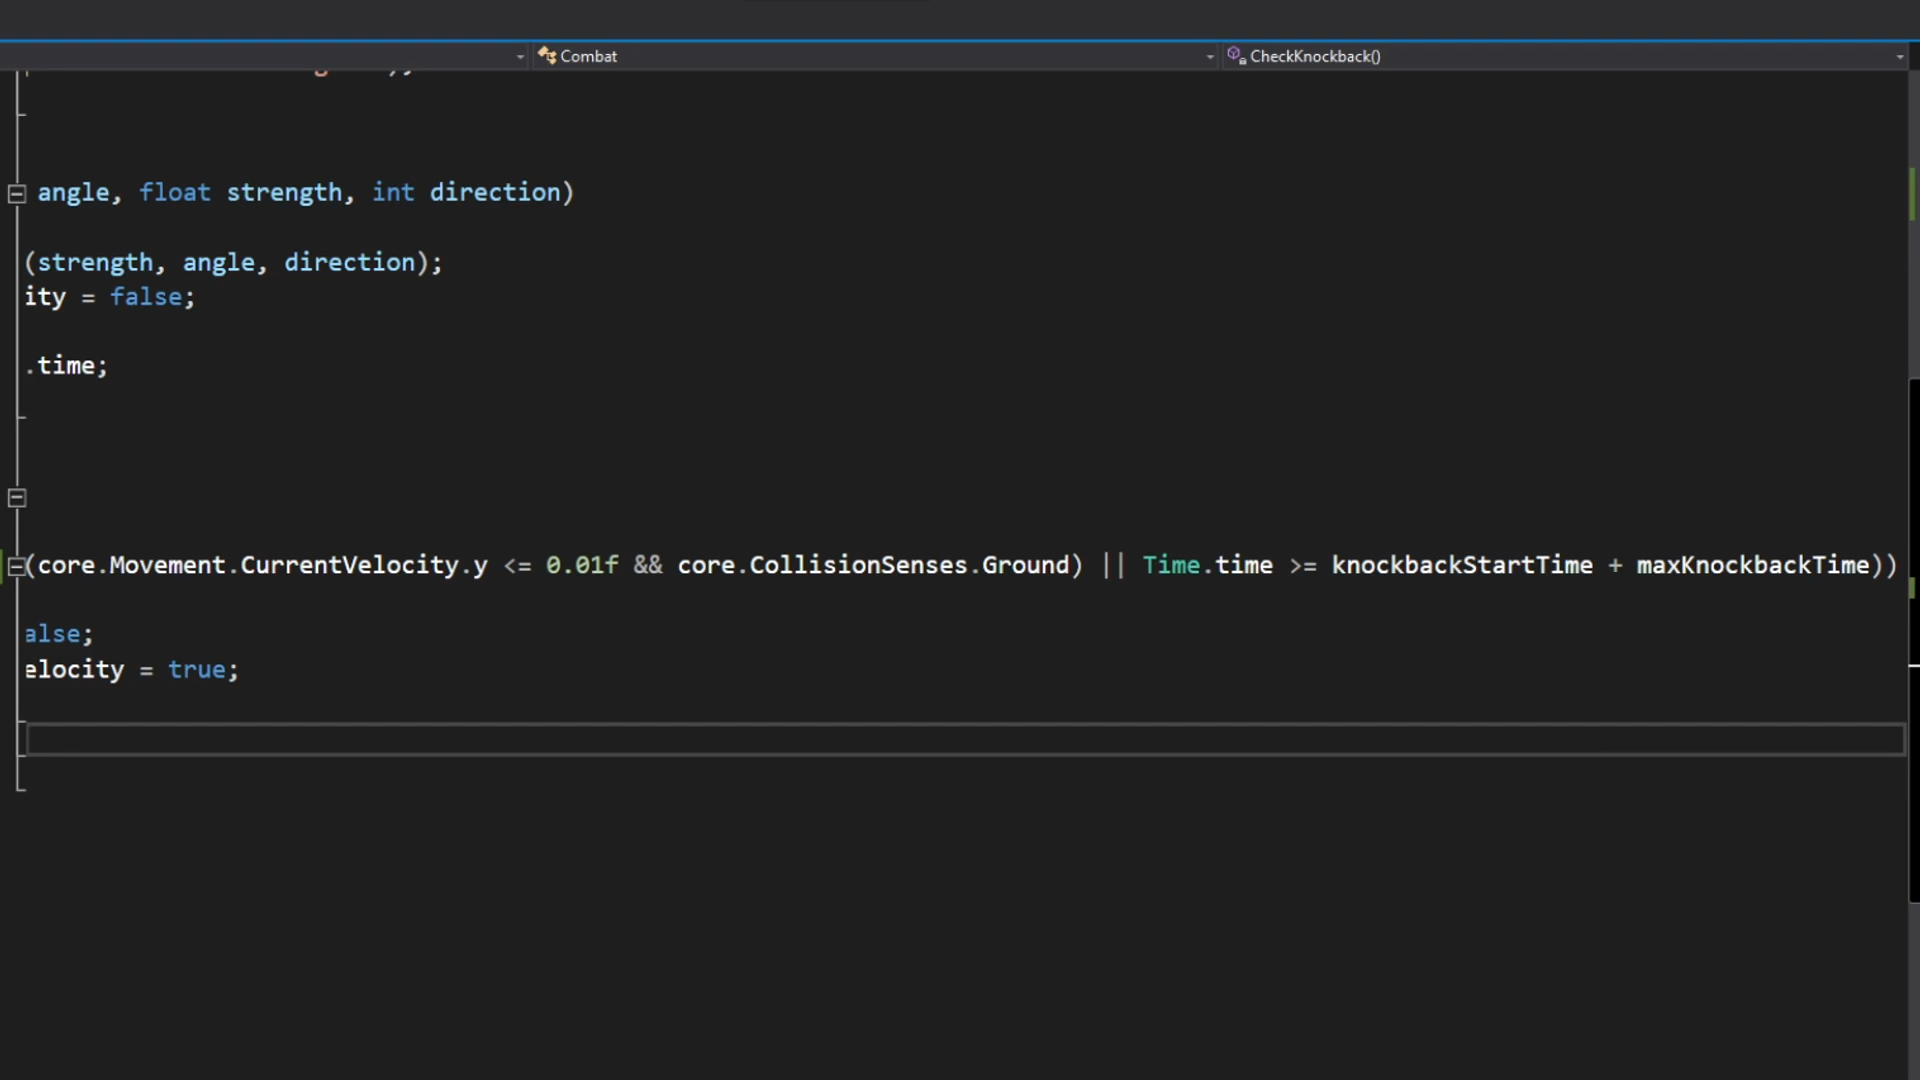 Combat
CheckKnockback()
angle, float strength, int direction)
(strength, angle, direction);
ity = false;
.time;
(core.Movement.CurrentVelocity.y <= 0.01f && core.CollisionSenses.Ground) || Time.time >= knockbackStartTime + maxKnockbackTime))
alse;
elocity = true;